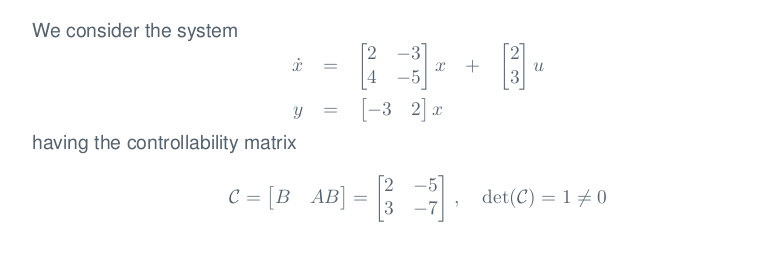 We consider the system
ẋ = [2 −3; 4 −5] x + [2; 3] u
y = [−3 2] x
having the controllability matrix
𝒞 = [B AB] = [2 −5; 3 −7] , det(𝒞) = 1 ≠ 0